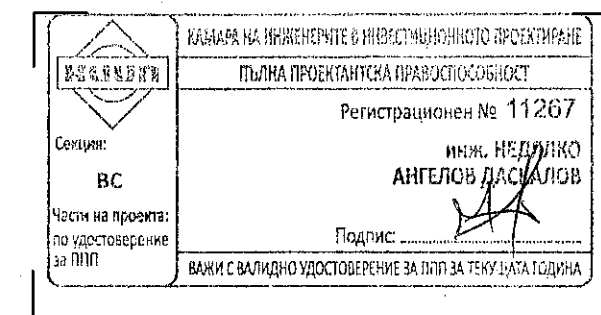 КАМАРА НА ИНЖЕНЕРИТЕ В ИНВЕСТИЦИОННОТО ПРОЕКТИРАНЕ
ПЪЛНА ПРОЕКТАНТСКА ПРАВОСПОСОБНОСТ
Регистрационен № 11267
Секция:
ВС
Части на проекта:
по удостоверение
за ППП
инж. НЕДЯЛКО
АНГЕЛОВ ДАСКАЛОВ
Подпис:
ВАЖИ С ВАЛИДНО УДОСТОВЕРЕНИЕ ЗА ППП ЗА ТЕКУЩАТА ГОДИНА